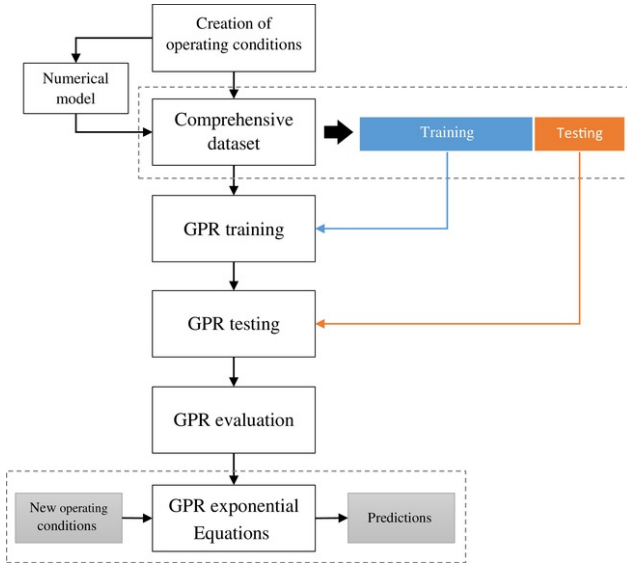 Creation of
operating conditions
Numerical
model
Comprehensive
dataset
Training
Testing
GPR training
GPR testing
GPR evaluation
New operating
conditions
GPR exponential
Equations
Predictions